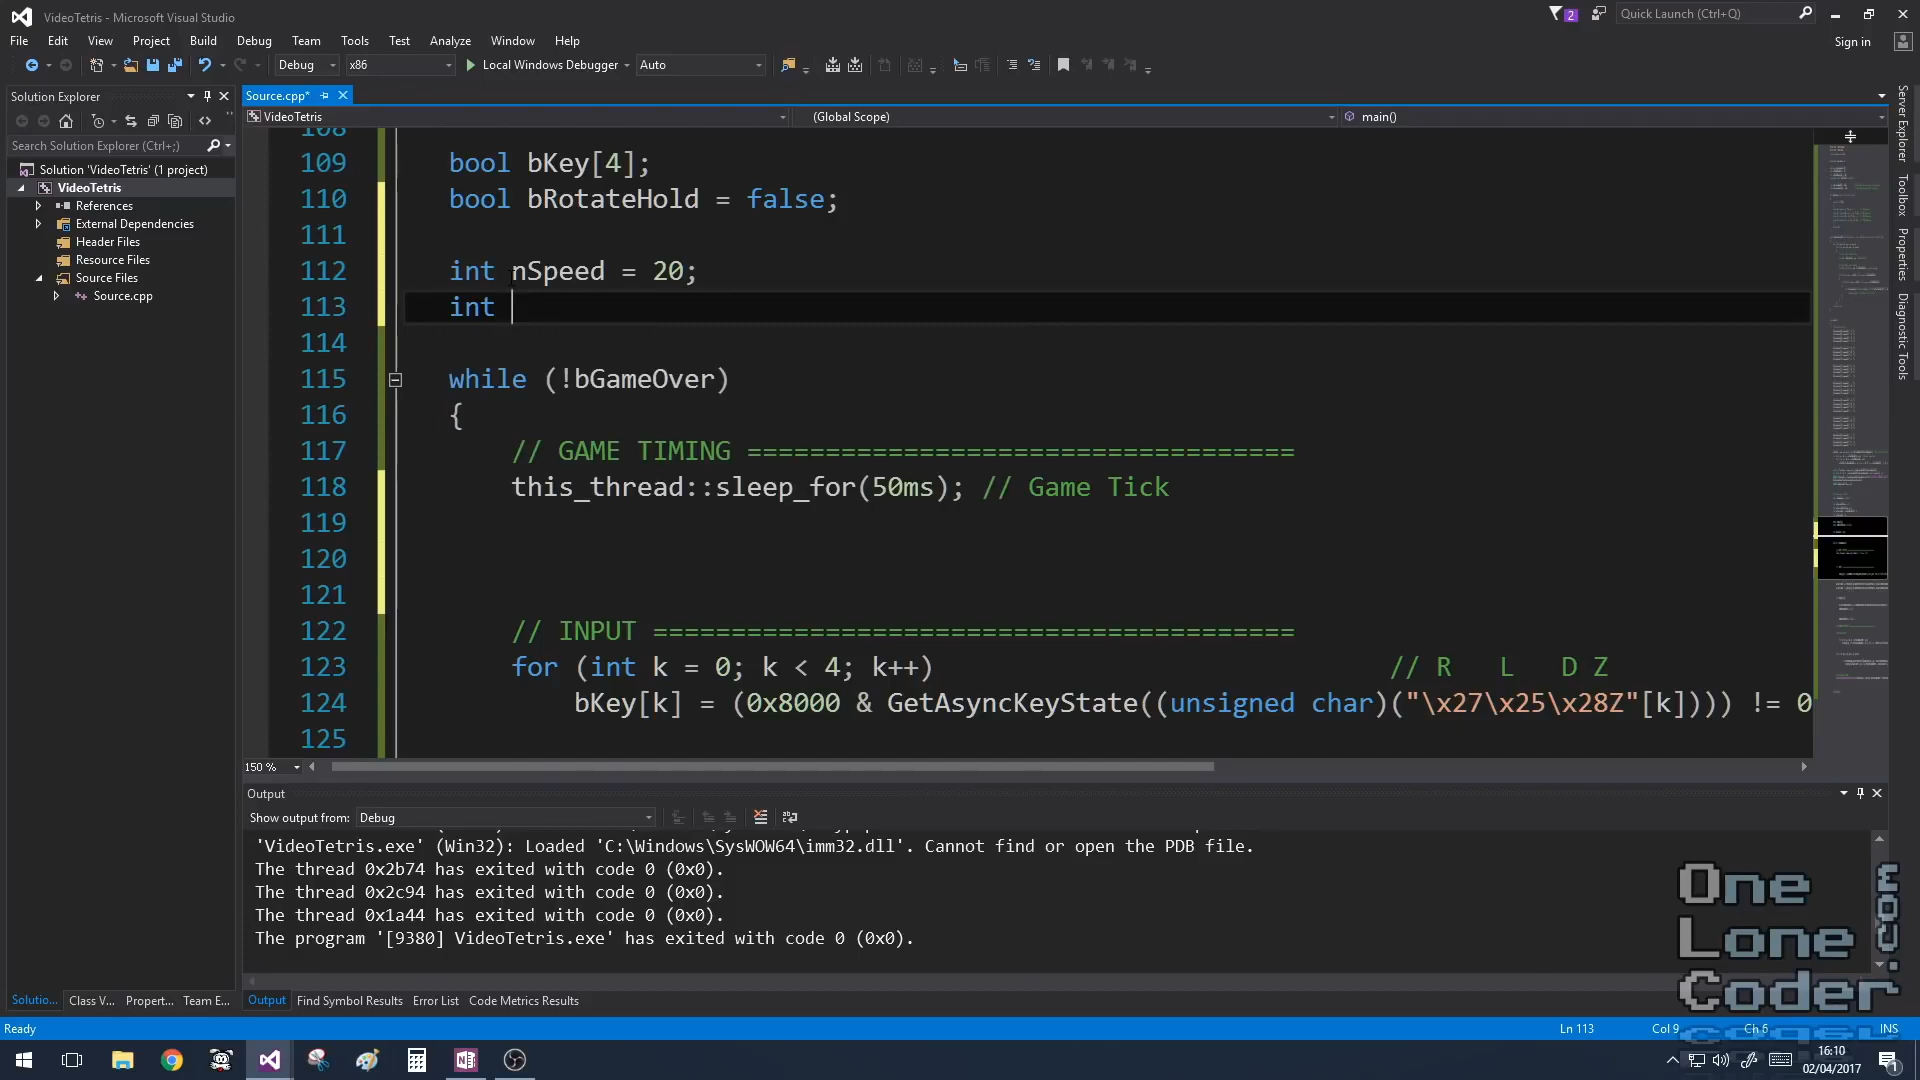 VideoTetris - Microsoft Visual Studio
2
Quick Launch (Ctrl+Q)
File Edit View Project Build Debug Team Tools Test Analyze Window Help
Sign in
Debug x86 Local Windows Debugger Auto
Solution Explorer
Source.cpp*
VideoTetris (Global Scope) main()
Search Solution Explorer (Ctrl+;)
Solution 'VideoTetris' (1 project)
VideoTetris
References
External Dependencies
Header Files
Resource Files
Source Files
Source.cpp
108
109 bool bKey[4];
110 bool bRotateHold = false;
111
112 int nSpeed = 20;
113 int
114
115 while (!bGameOver)
116 {
117 // GAME TIMING ===================================
118 this_thread::sleep_for(50ms); // Game Tick
119
120
121
122 // INPUT =========================================
123 for (int k = 0; k < 4; k++) // R L D Z
124 bKey[k] = (0x8000 & GetAsyncKeyState((unsigned char)("\x27\x25\x28Z"[k]))) != 0
125
150 %
Server Explorer
Toolbox
Properties
Diagnostic Tools
Output
Show output from: Debug
'VideoTetris.exe' (Win32): Loaded 'C:\Windows\SysWOW64\imm32.dll'. Cannot find or open the PDB file.
The thread 0x2b74 has exited with code 0 (0x0).
The thread 0x2c94 has exited with code 0 (0x0).
The thread 0x1a44 has exited with code 0 (0x0).
The program '[9380] VideoTetris.exe' has exited with code 0 (0x0).
One
Lone
Coder
.com
Solutio... Class V... Propert... Team E...
Output Find Symbol Results Error List Code Metrics Results
Ready
Ln 113 Col 9 Ch 6 INS
16:10
02/04/2017
1